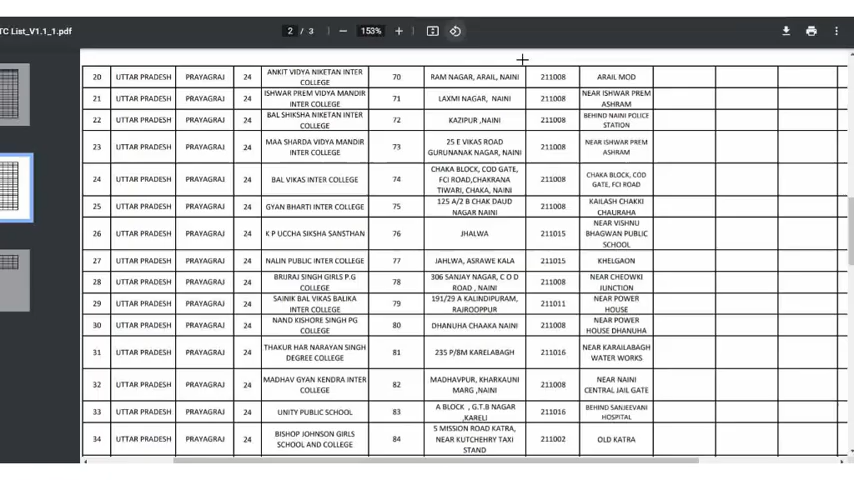 TC List_V1.1_1.pdf 2 / 3 153%
20 UTTAR PRADESH PRAYAGRAJ 24 ANKIT VIDYA NIKETAN INTER COLLEGE 70 RAM NAGAR, ARAIL, NAINI 211008 ARAIL MOD
21 UTTAR PRADESH PRAYAGRAJ 24 ISHWAR PREM VIDYA MANDIR INTER COLLEGE 71 LAXMI NAGAR, NAINI 211008 NEAR ISHWAR PREM ASHRAM
22 UTTAR PRADESH PRAYAGRAJ 24 BAL SHIKSHA NIKETAN INTER COLLEGE 72 KAZIPUR ,NAINI 211008 BEHIND NAINI POLICE STATION
23 UTTAR PRADESH PRAYAGRAJ 24 MAA SHARDA VIDYA MANDIR INTER COLLEGE 73 25 E VIKAS ROAD GURUNANAK NAGAR, NAINI 211008 NEAR ISHWAR PREM ASHRAM
24 UTTAR PRADESH PRAYAGRAJ 24 BAL VIKAS INTER COLLEGE 74 CHAKA BLOCK, COD GATE, FCI ROAD,CHAKRANA TIWARI, CHAKA, NAINI 211008 CHAKA BLOCK, COD GATE, FCI ROAD
25 UTTAR PRADESH PRAYAGRAJ 24 GYAN BHARTI INTER COLLEGE 75 125 A/2 B CHAK DAUD NAGAR NAINI 211008 KAILASH CHAKKI CHAURAHA
26 UTTAR PRADESH PRAYAGRAJ 24 K P UCCHA SIKSHA SANSTHAN 76 JHALWA 211015 NEAR VISHNU BHAGWAN PUBLIC SCHOOL
27 UTTAR PRADESH PRAYAGRAJ 24 NALIN PUBLIC INTER COLLEGE 77 JAHLWA, ASRAWE KALA 211015 KHELGAON
28 UTTAR PRADESH PRAYAGRAJ 24 BRIJRAJ SINGH GIRLS P.G COLLEGE 78 306 SANJAY NAGAR, C O D ROAD , NAINI 211008 NEAR CHEOWKI JUNCTION
29 UTTAR PRADESH PRAYAGRAJ 24 SAINIK BAL VIKAS BALIKA INTER COLLEGE 79 191/29 A KALINDIPURAM, RAJROOPPUR 211011 NEAR POWER HOUSE
30 UTTAR PRADESH PRAYAGRAJ 24 NAND KISHORE SINGH PG COLLEGE 80 DHANUHA CHAAKA NAINI 211008 NEAR POWER HOUSE DHANUHA
31 UTTAR PRADESH PRAYAGRAJ 24 THAKUR HAR NARAYAN SINGH DEGREE COLLEGE 81 235 P/8M KARELABAGH 211016 NEAR KARAILABAGH WATER WORKS
32 UTTAR PRADESH PRAYAGRAJ 24 MADHAV GYAN KENDRA INTER COLLEGE 82 MADHAVPUR, KHARKAUNI MARG ,NAINI 211008 NEAR NAINI CENTRAL JAIL GATE
33 UTTAR PRADESH PRAYAGRAJ 24 UNITY PUBLIC SCHOOL 83 A BLOCK , G.T.B NAGAR ,KARELI 211016 BEHIND SANJEEVANI HOSPITAL
34 UTTAR PRADESH PRAYAGRAJ 24 BISHOP JOHNSON GIRLS SCHOOL AND COLLEGE 84 5 MISSION ROAD KATRA, NEAR KUTCHEHRY TAXI STAND 211002 OLD KATRA